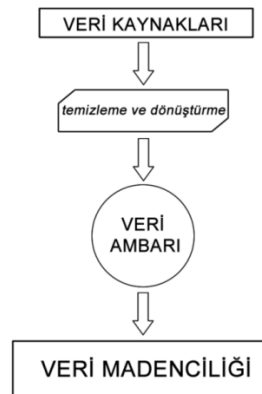 VERİ KAYNAKLARI
temizleme ve dönüştürme
VERİ
AMBARI
VERİ MADENCİLİĞİ